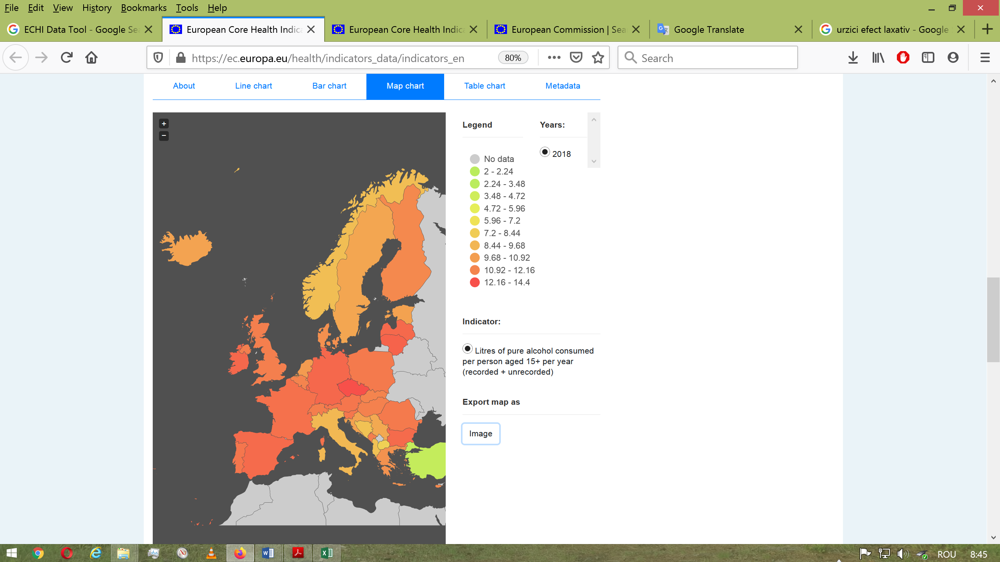 File Edit View History Bookmarks Tools Help
ECHI Data Tool - Google Se
European Core Health Indica
European Core Health Indica
European Commission | Sea
Google Translate
urzici efect laxativ - Google
https://ec.europa.eu/health/indicators_data/indicators_en
80%
Search
About Line chart Bar chart Map chart Table chart Metadata
+
−
Legend
No data
2 - 2.24
2.24 - 3.48
3.48 - 4.72
4.72 - 5.96
5.96 - 7.2
7.2 - 8.44
8.44 - 9.68
9.68 - 10.92
10.92 - 12.16
12.16 - 14.4
Years:
2018
Indicator:
Litres of pure alcohol consumed
per person aged 15+ per year
(recorded + unrecorded)
Export map as
Image
ROU 8:45